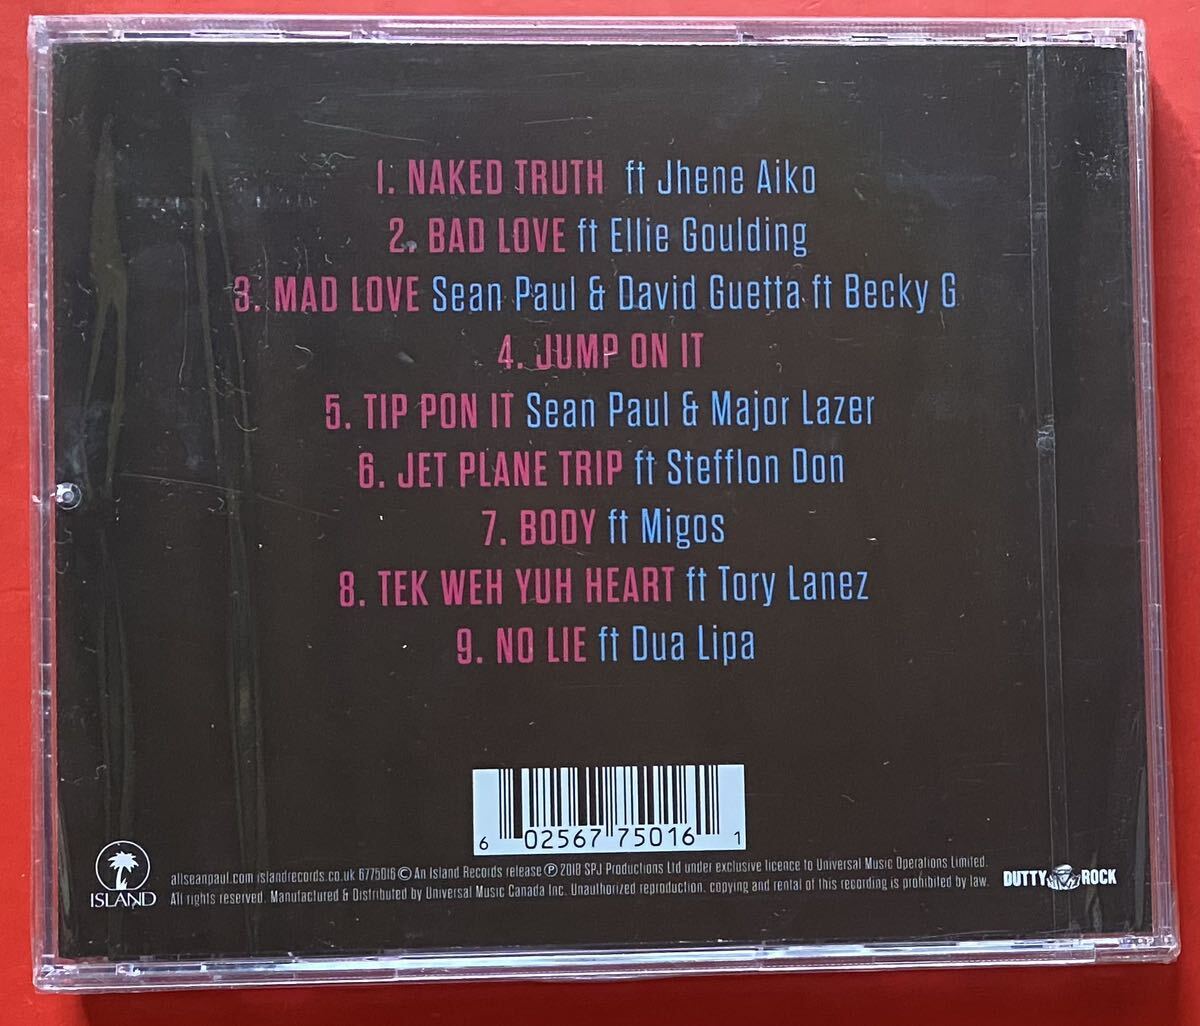 1. NAKED TRUTH ft Jhene Aiko
2. BAD LOVE ft Ellie Goulding
3. MAD LOVE Sean Paul & David Guetta ft Becky G
4. JUMP ON IT
5. TIP PON IT Sean Paul & Major Lazer
6. JET PLANE TRIP ft Stefflon Don
7. BODY ft Migos
8. TEK WEH YUH HEART ft Tory Lanez
9. NO LIE ft Dua Lipa
6 02567 75016 1
ISLAND
allseanpaul.com islandrecords.co.uk 6775016 © An Island Records release ℗ 2018 SPJ Productions Ltd under exclusive licence to Universal Music Operations Limited.
All rights reserved. Manufactured & Distributed by Universal Music Canada Inc. Unauthorized reproduction, copying and rental of this recording is prohibited by law.
DUTTY ROCK